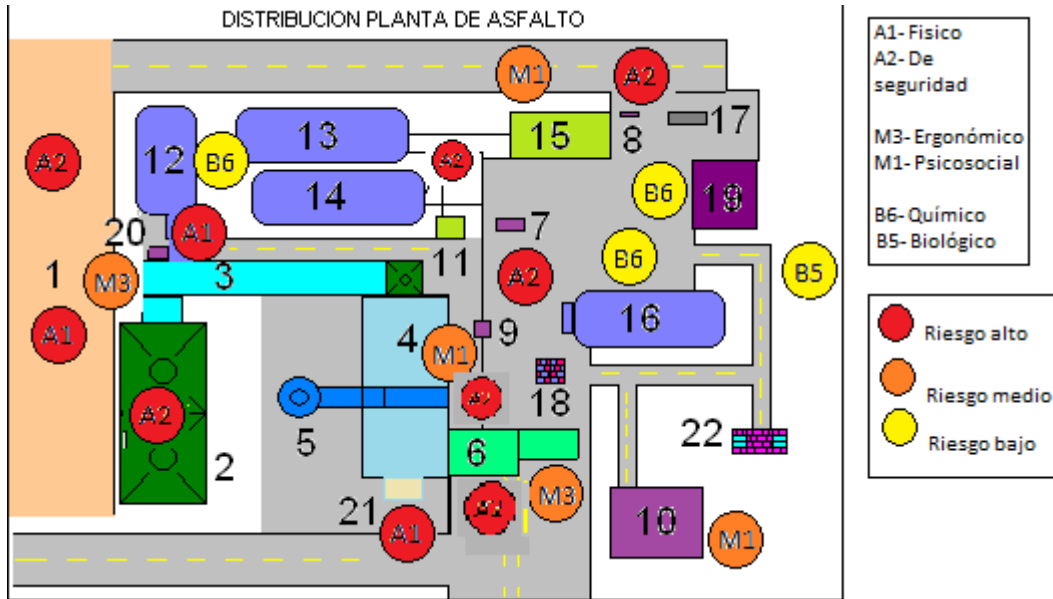 DISTRIBUCION PLANTA DE ASFALTO
A1- Fisico
A2- De
seguridad
M3- Ergonómico
M1- Psicosocial
B6- Químico
B5- Biológico
Riesgo alto
Riesgo medio
Riesgo bajo
M1
A2
13
15
8
17
A2
12
B6
A2
14
B6
19
20
A1
7
11
B6
1
M3
3
A2
B5
A1
4
9
16
M1
A2
5
A2
18
2
6
22
21
M3
A1
10
M1